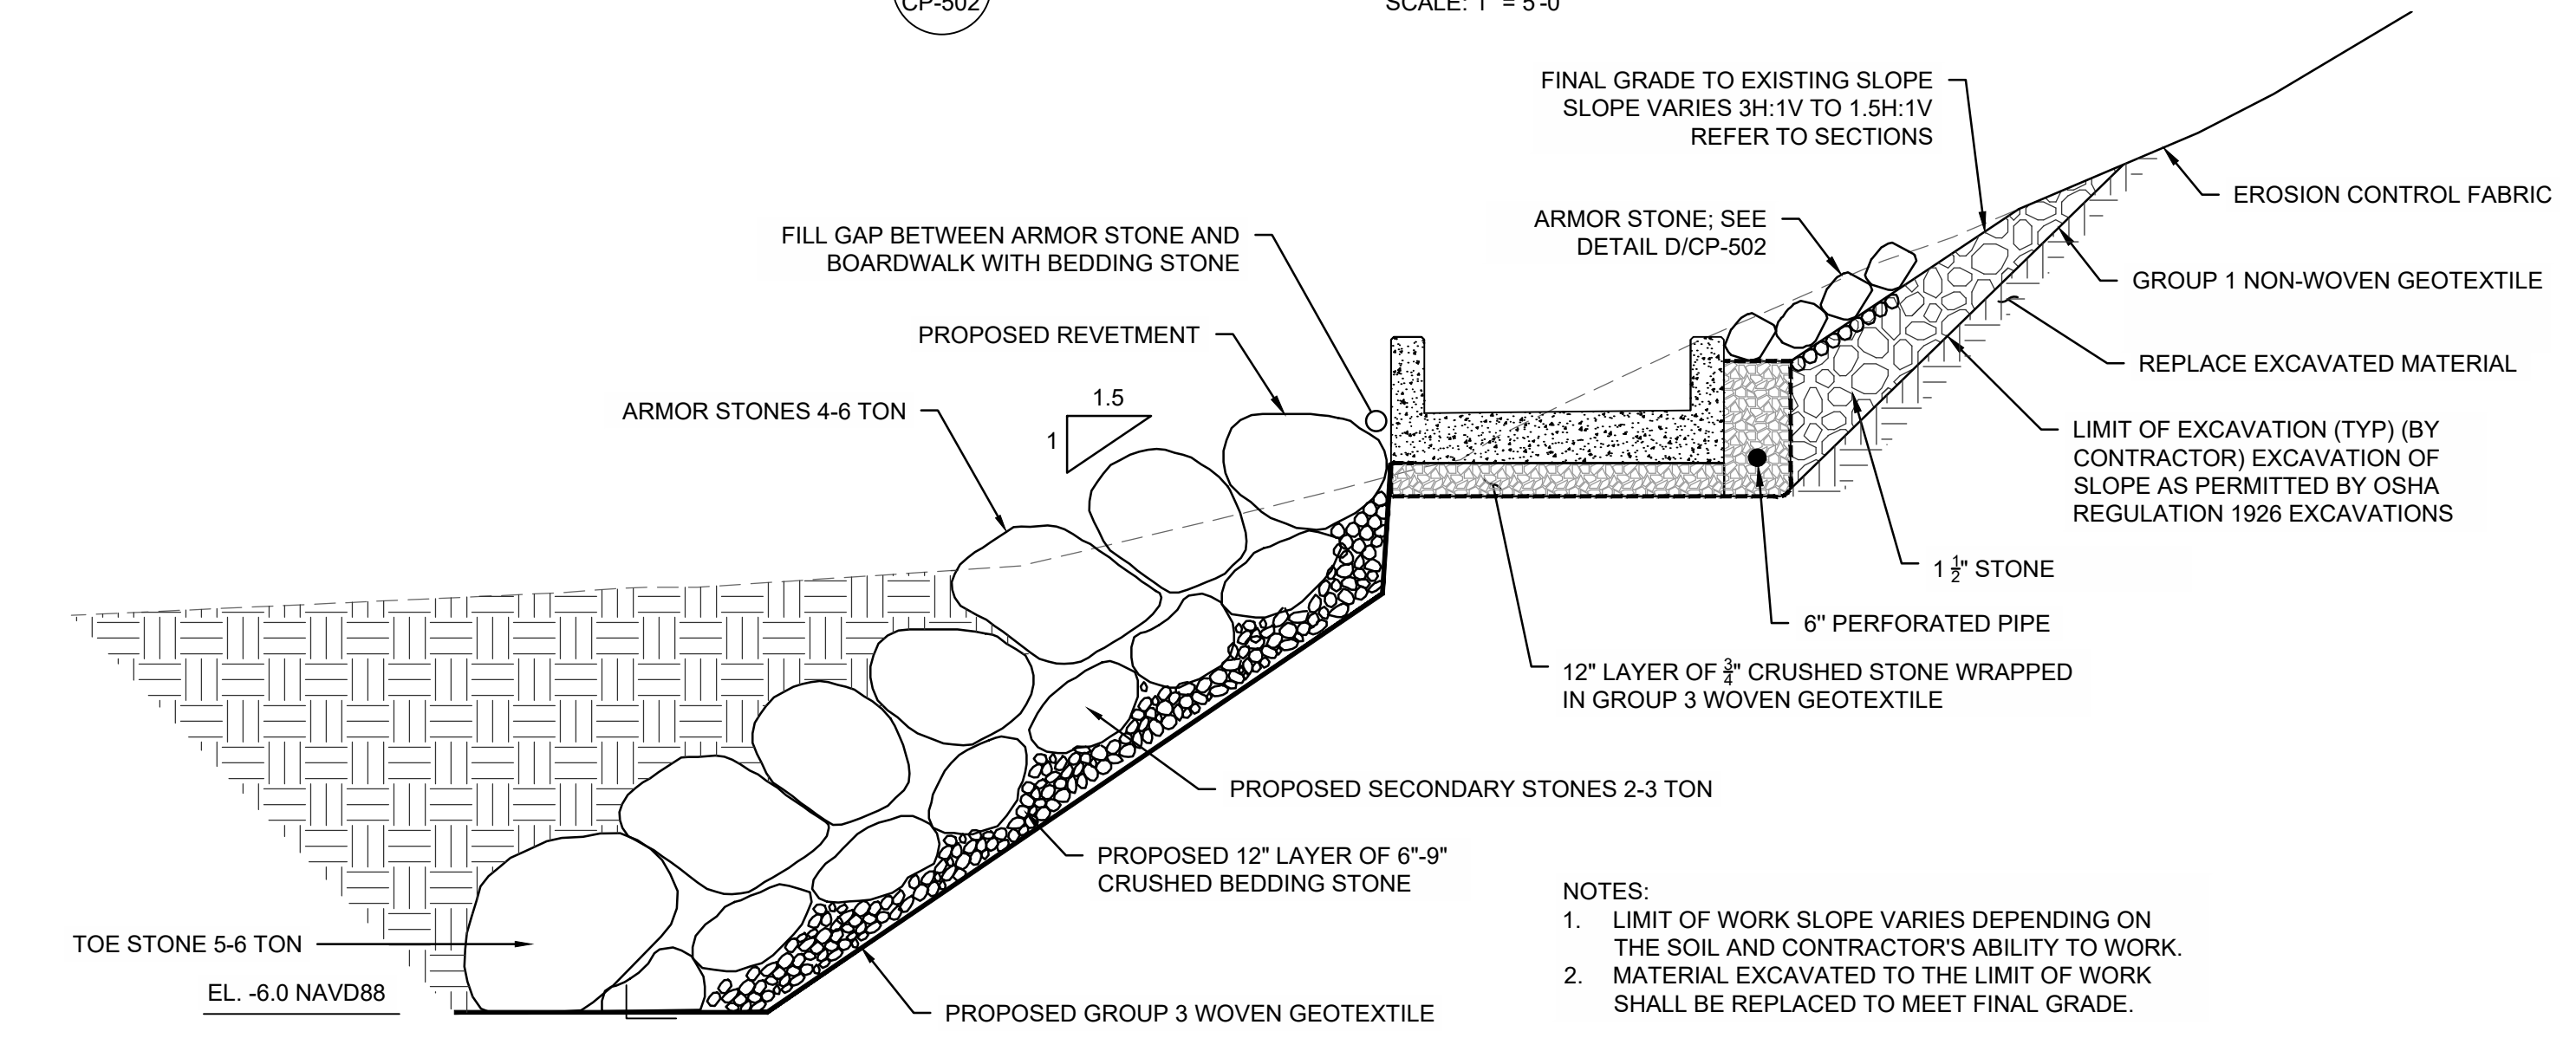 CP-502
SCALE: 1" = 5'-0"
FINAL GRADE TO EXISTING SLOPE
SLOPE VARIES 3H:1V TO 1.5H:1V
REFER TO SECTIONS
EROSION CONTROL FABRIC
ARMOR STONE; SEE
DETAIL D/CP-502
FILL GAP BETWEEN ARMOR STONE AND
BOARDWALK WITH BEDDING STONE
GROUP 1 NON-WOVEN GEOTEXTILE
PROPOSED REVETMENT
REPLACE EXCAVATED MATERIAL
1.5
1
ARMOR STONES 4-6 TON
LIMIT OF EXCAVATION (TYP) (BY
CONTRACTOR) EXCAVATION OF
SLOPE AS PERMITTED BY OSHA
REGULATION 1926 EXCAVATIONS
1 1/2" STONE
6" PERFORATED PIPE
12" LAYER OF 3/4" CRUSHED STONE WRAPPED
IN GROUP 3 WOVEN GEOTEXTILE
PROPOSED SECONDARY STONES 2-3 TON
PROPOSED 12" LAYER OF 6"-9"
CRUSHED BEDDING STONE
TOE STONE 5-6 TON
EL. -6.0 NAVD88
PROPOSED GROUP 3 WOVEN GEOTEXTILE
NOTES:
1. LIMIT OF WORK SLOPE VARIES DEPENDING ON
THE SOIL AND CONTRACTOR'S ABILITY TO WORK.
2. MATERIAL EXCAVATED TO THE LIMIT OF WORK
SHALL BE REPLACED TO MEET FINAL GRADE.